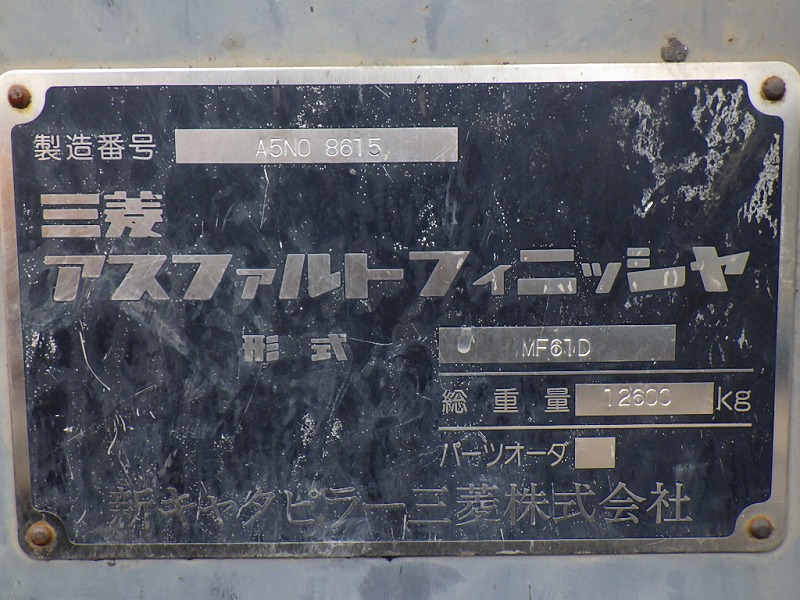 製造番号 A5NO 8615
三菱
アスファルトフィニッシャ
形式 MF61D
総重量 12600 kg
パーツオーダ
新キャタピラー三菱株式会社